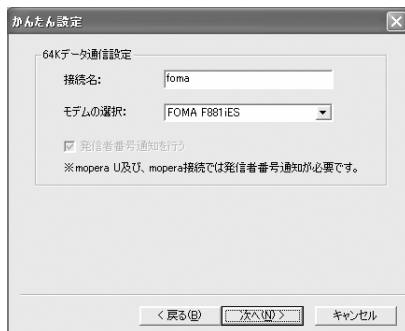 かんたん設定
64Kデータ通信設定
接続名: foma
モデムの選択: FOMA F881iES
発信者番号通知を行う
※mopera U及び、mopera接続では発信者番号通知が必要です。
< 戻る(B) 次へ(N) > キャンセル